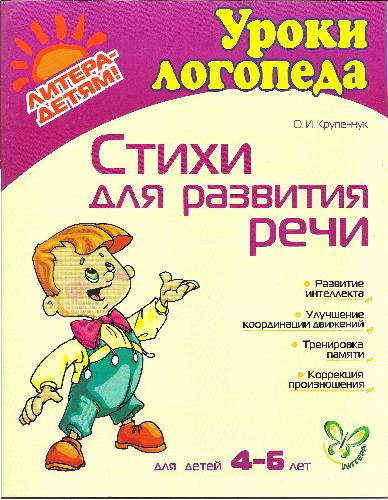 ЛИТЕРА-
ДЕТЯМ!
Уроки
логопеда
О. И. Крупенчук
Стихи
для развития
речи
• Развитие
интеллекта
• Улучшение
координации движений
• Тренировка
памяти
• Коррекция
произношения
ЛИТЕРА
для детей 4–6 лет